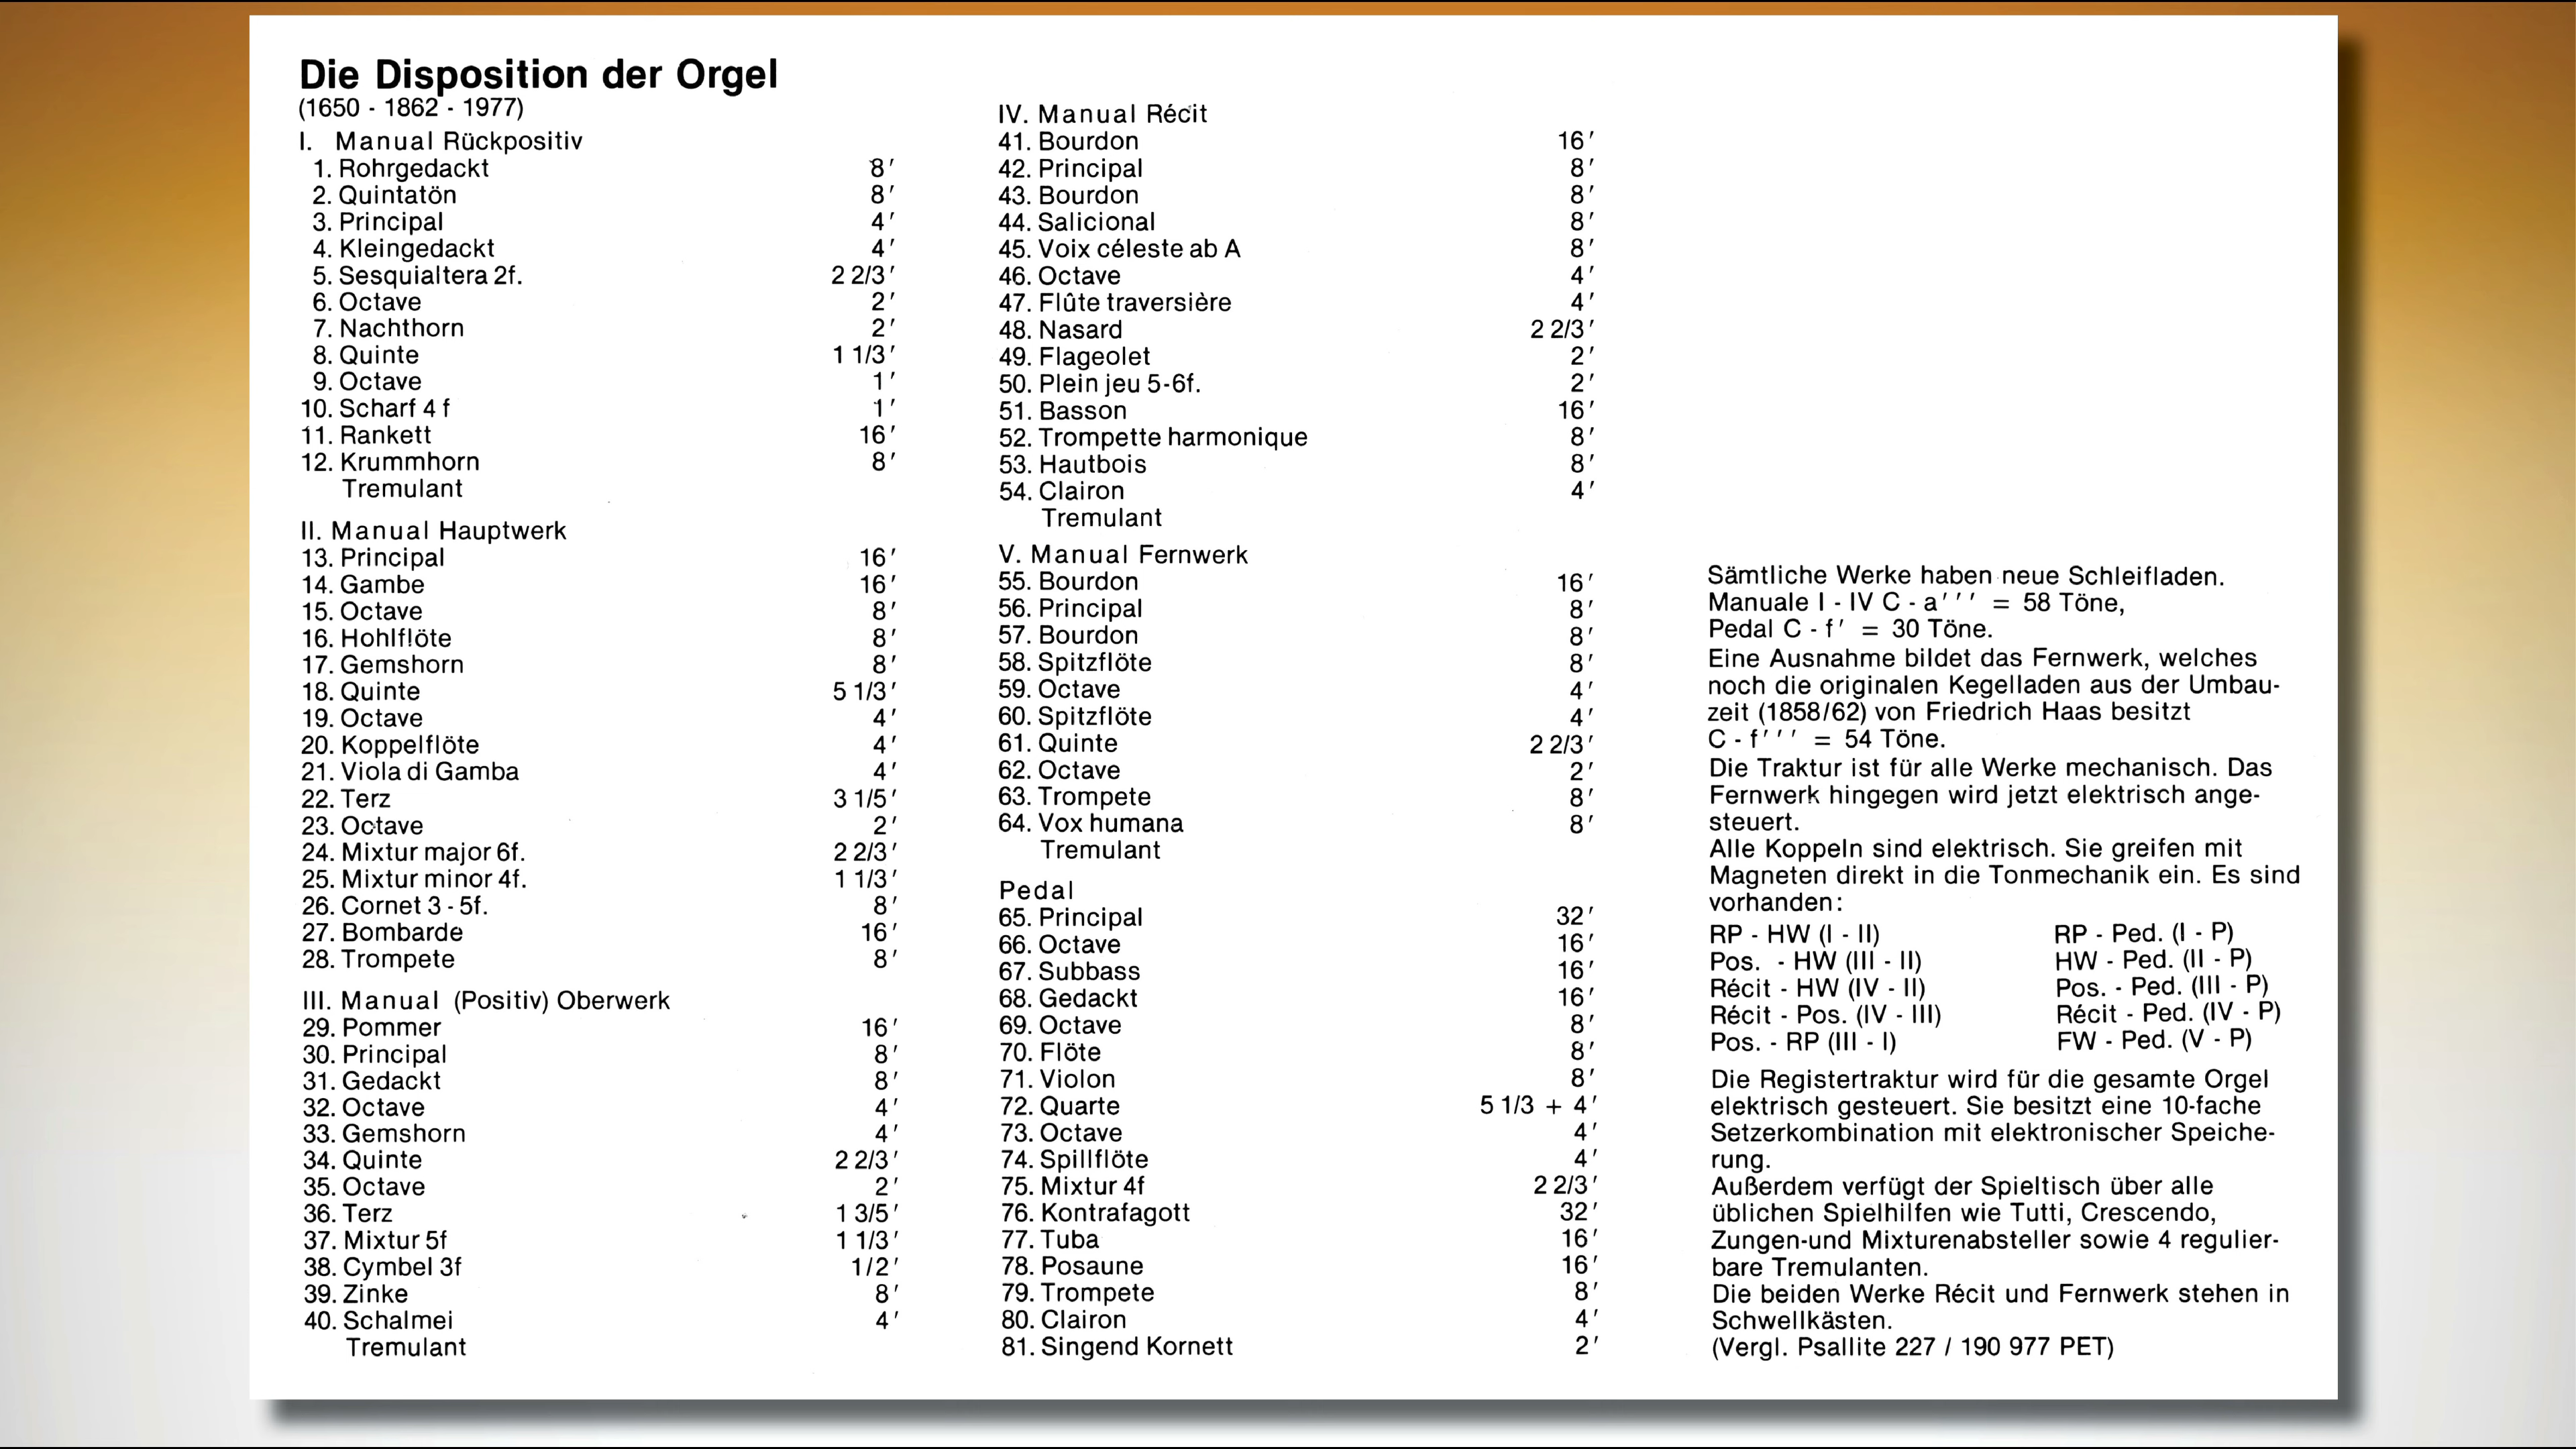 Die Disposition der Orgel
(1650 - 1862 - 1977)
I. Manual Rückpositiv
1. Rohrgedackt 8′
2. Quintatön 8′
3. Principal 4′
4. Kleingedackt 4′
5. Sesquialtera 2f. 2 2/3′
6. Octave 2′
7. Nachthorn 2′
8. Quinte 1 1/3′
9. Octave 1′
10. Scharf 4 f 1′
11. Rankett 16′
12. Krummhorn 8′
Tremulant
II. Manual Hauptwerk
13. Principal 16′
14. Gambe 16′
15. Octave 8′
16. Hohlflöte 8′
17. Gemshorn 8′
18. Quinte 5 1/3′
19. Octave 4′
20. Koppelflöte 4′
21. Viola di Gamba 4′
22. Terz 3 1/5′
23. Octave 2′
24. Mixtur major 6f. 2 2/3′
25. Mixtur minor 4f. 1 1/3′
26. Cornet 3 - 5f. 8′
27. Bombarde 16′
28. Trompete 8′
III. Manual (Positiv) Oberwerk
29. Pommer 16′
30. Principal 8′
31. Gedackt 8′
32. Octave 4′
33. Gemshorn 4′
34. Quinte 2 2/3′
35. Octave 2′
36. Terz 1 3/5′
37. Mixtur 5f 1 1/3′
38. Cymbel 3f 1/2′
39. Zinke 8′
40. Schalmei 4′
Tremulant
IV. Manual Récit
41. Bourdon 16′
42. Principal 8′
43. Bourdon 8′
44. Salicional 8′
45. Voix céleste ab A 8′
46. Octave 4′
47. Flûte traversière 4′
48. Nasard 2 2/3′
49. Flageolet 2′
50. Plein jeu 5-6f. 2′
51. Basson 16′
52. Trompette harmonique 8′
53. Hautbois 8′
54. Clairon 4′
Tremulant
V. Manual Fernwerk
55. Bourdon 16′
56. Principal 8′
57. Bourdon 8′
58. Spitzflöte 8′
59. Octave 4′
60. Spitzflöte 4′
61. Quinte 2 2/3′
62. Octave 2′
63. Trompete 8′
64. Vox humana 8′
Tremulant
Pedal
65. Principal 32′
66. Octave 16′
67. Subbass 16′
68. Gedackt 16′
69. Octave 8′
70. Flöte 8′
71. Violon 8′
72. Quarte 5 1/3 + 4′
73. Octave 4′
74. Spillflöte 4′
75. Mixtur 4f 2 2/3′
76. Kontrafagott 32′
77. Tuba 16′
78. Posaune 16′
79. Trompete 8′
80. Clairon 4′
81. Singend Kornett 2′
Sämtliche Werke haben neue Schleifladen.
Manuale I - IV C - a′′′ = 58 Töne,
Pedal C - f′ = 30 Töne.
Eine Ausnahme bildet das Fernwerk, welches
noch die originalen Kegelladen aus der Umbau-
zeit (1858/62) von Friedrich Haas besitzt
C - f′′′ = 54 Töne.
Die Traktur ist für alle Werke mechanisch. Das
Fernwerk hingegen wird jetzt elektrisch ange-
steuert.
Alle Koppeln sind elektrisch. Sie greifen mit
Magneten direkt in die Tonmechanik ein. Es sind
vorhanden:
RP - HW (I - II) RP - Ped. (I - P)
Pos. - HW (III - II) HW - Ped. (II - P)
Récit - HW (IV - II) Pos. - Ped. (III - P)
Récit - Pos. (IV - III) Récit - Ped. (IV - P)
Pos. - RP (III - I) FW - Ped. (V - P)
Die Registertraktur wird für die gesamte Orgel
elektrisch gesteuert. Sie besitzt eine 10-fache
Setzerkombination mit elektronischer Speiche-
rung.
Außerdem verfügt der Spieltisch über alle
üblichen Spielhilfen wie Tutti, Crescendo,
Zungen-und Mixturenabsteller sowie 4 regulier-
bare Tremulanten.
Die beiden Werke Récit und Fernwerk stehen in
Schwellkästen.
(Vergl. Psallite 227 / 190 977 PET)